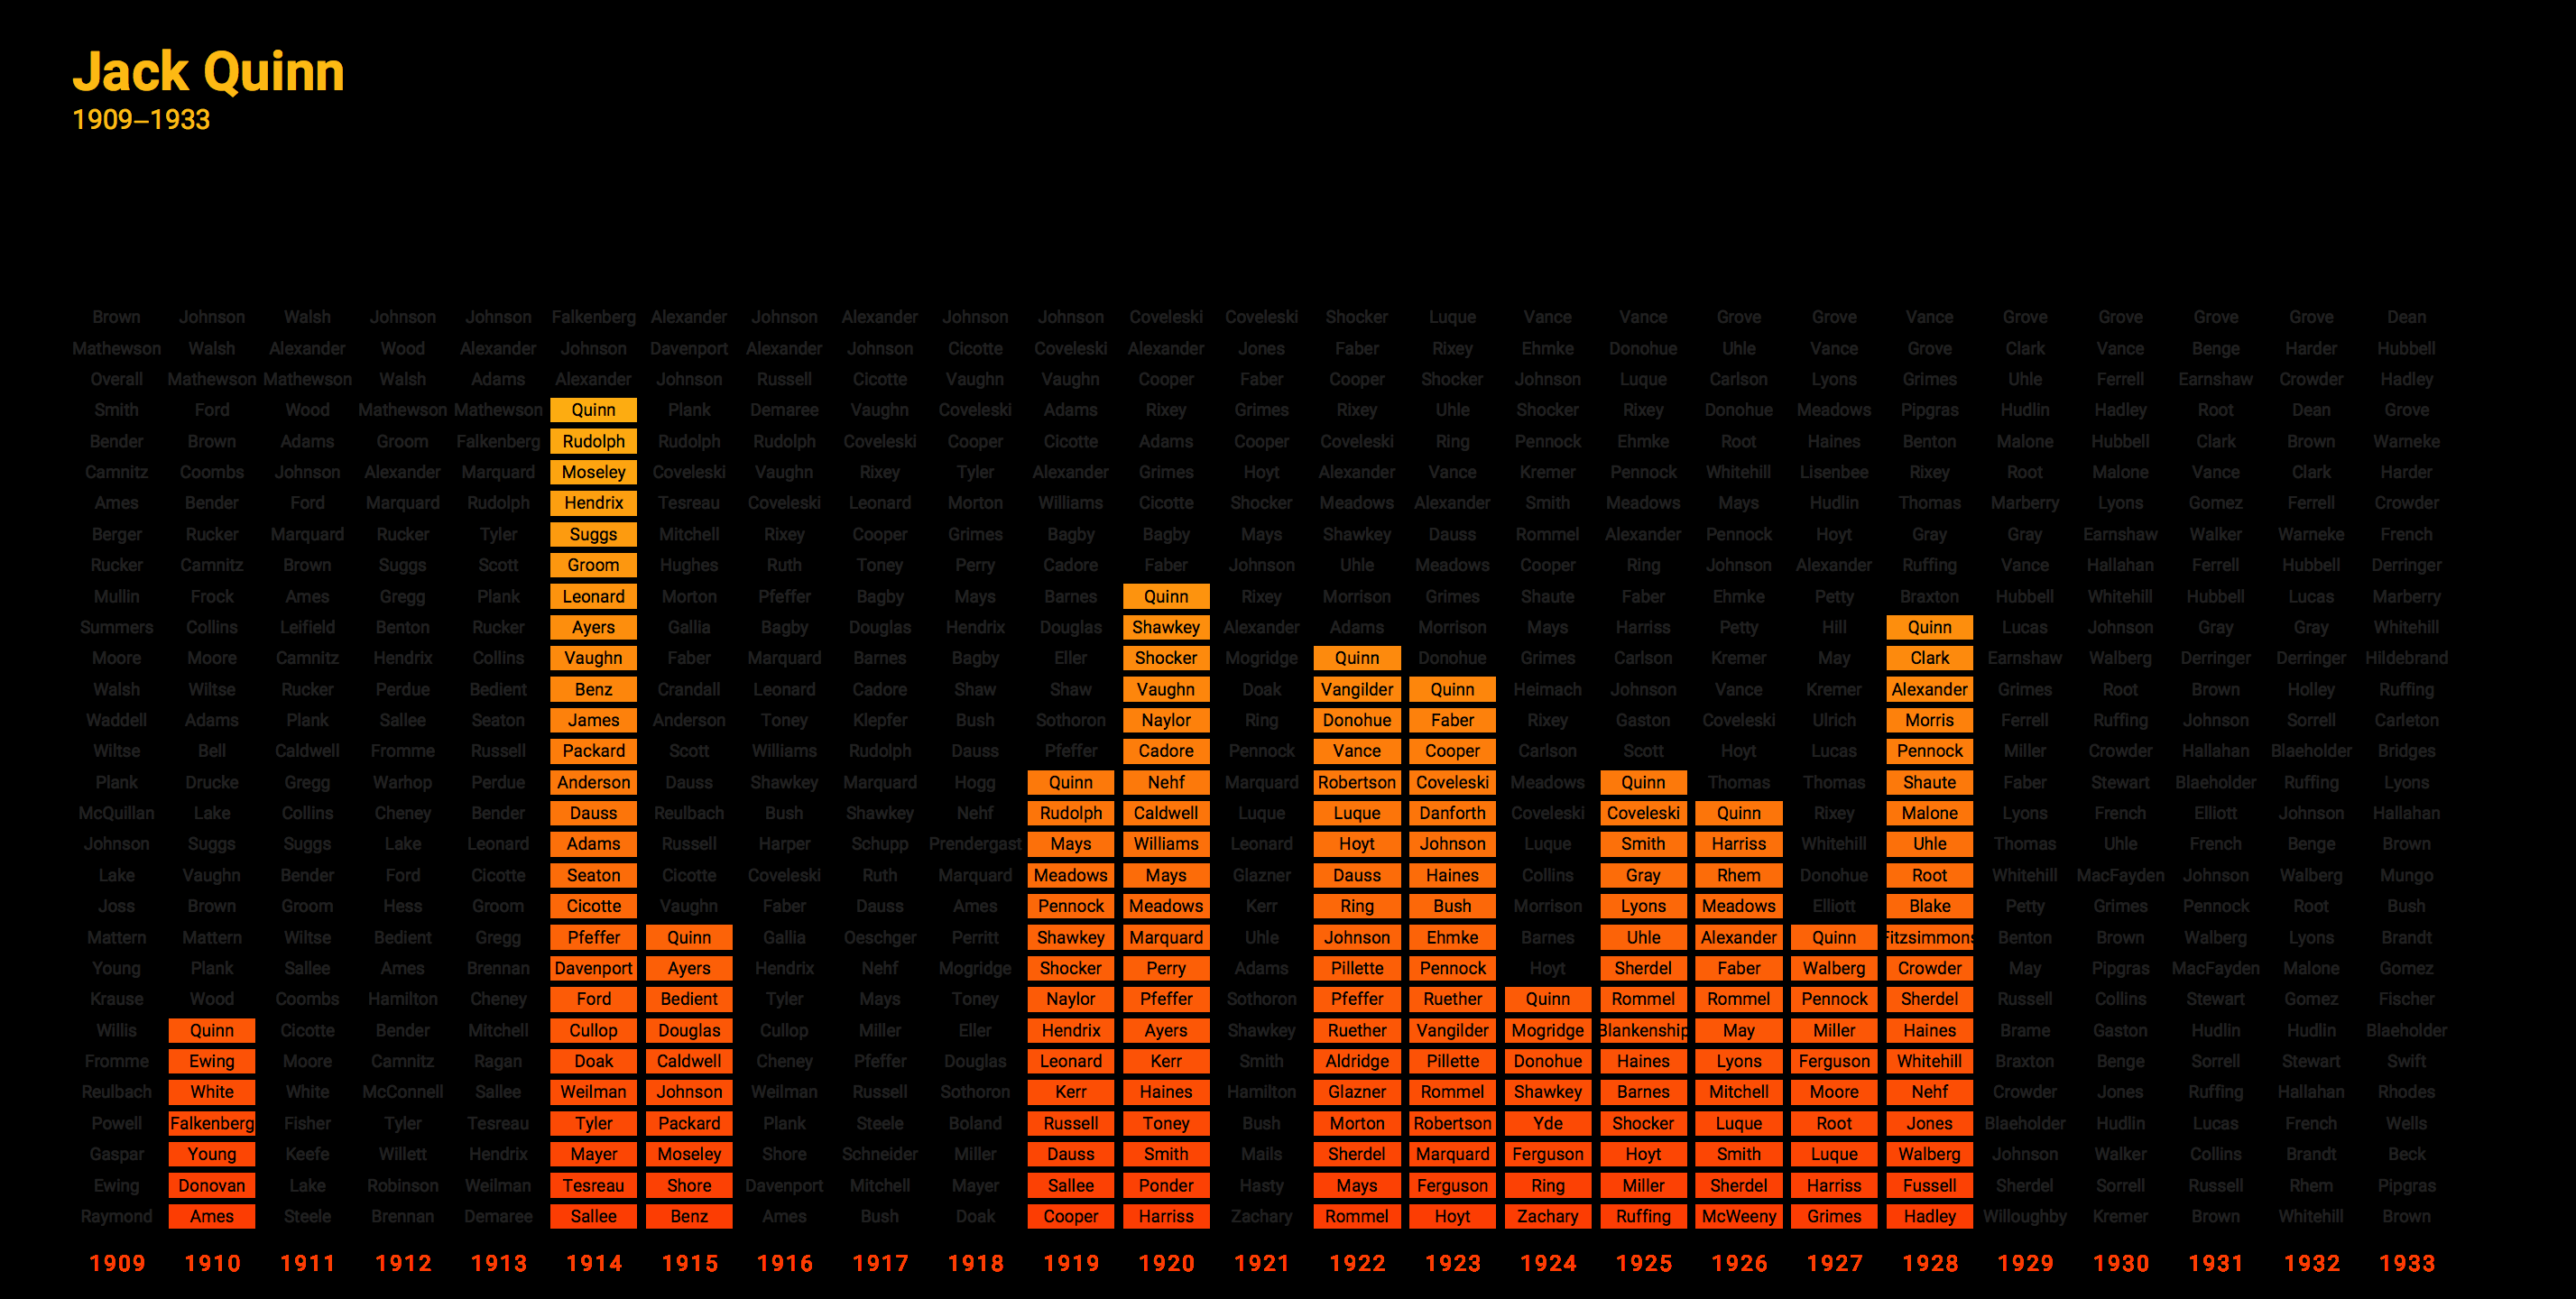 Jack Quinn
1909–1933
Brown Johnson Walsh Johnson Johnson Falkenberg Alexander Johnson Alexander Johnson Johnson Coveleski Coveleski Shocker Luque Vance Vance Grove Grove Vance Grove Grove Grove Grove Dean
Mathewson Walsh Alexander Wood Alexander Johnson Davenport Alexander Johnson Cicotte Coveleski Alexander Jones Faber Rixey Ehmke Donohue Uhle Vance Grove Clark Vance Benge Harder Hubbell
Overall Mathewson Mathewson Walsh Adams Alexander Johnson Russell Cicotte Vaughn Vaughn Cooper Faber Cooper Shocker Johnson Luque Carlson Lyons Grimes Uhle Ferrell Earnshaw Crowder Hadley
Smith Ford Wood Mathewson Mathewson Quinn Plank Demaree Vaughn Coveleski Adams Rixey Grimes Rixey Uhle Shocker Rixey Donohue Meadows Pipgras Hudlin Hadley Root Dean Grove
Bender Brown Adams Groom Falkenberg Rudolph Rudolph Rudolph Coveleski Cooper Cicotte Adams Cooper Coveleski Ring Pennock Ehmke Root Haines Benton Malone Hubbell Clark Brown Warneke
Camnitz Coombs Johnson Alexander Marquard Moseley Coveleski Vaughn Rixey Tyler Alexander Grimes Hoyt Alexander Vance Kremer Pennock Whitehill Lisenbee Rixey Root Malone Vance Clark Harder
Ames Bender Ford Marquard Rudolph Hendrix Tesreau Coveleski Leonard Morton Williams Cicotte Shocker Meadows Alexander Smith Meadows Mays Hudlin Thomas Marberry Lyons Gomez Ferrell Crowder
Berger Rucker Marquard Rucker Tyler Suggs Mitchell Rixey Cooper Grimes Bagby Bagby Mays Shawkey Dauss Rommel Alexander Pennock Hoyt Gray Gray Earnshaw Walker Warneke French
Rucker Camnitz Brown Suggs Scott Groom Hughes Ruth Toney Perry Cadore Faber Johnson Uhle Meadows Cooper Ring Johnson Alexander Ruffing Vance Hallahan Ferrell Hubbell Derringer
Mullin Frock Ames Gregg Plank Leonard Morton Pfeffer Bagby Mays Barnes Quinn Rixey Morrison Grimes Shaute Faber Ehmke Petty Braxton Hubbell Whitehill Hubbell Lucas Marberry
Summers Collins Leifield Benton Rucker Ayers Gallia Bagby Douglas Hendrix Douglas Shawkey Alexander Adams Morrison Mays Harriss Petty Hill Quinn Lucas Johnson Gray Gray Whitehill
Moore Moore Camnitz Hendrix Collins Vaughn Faber Marquard Barnes Bagby Eller Shocker Mogridge Quinn Donohue Grimes Carlson Kremer May Clark Earnshaw Walberg Derringer Derringer Hildebrand
Walsh Wiltse Rucker Perdue Bedient Benz Crandall Leonard Cadore Shaw Shaw Vaughn Doak Vangilder Quinn Heimach Johnson Vance Kremer Alexander Grimes Root Brown Holley Ruffing
Waddell Adams Plank Sallee Seaton James Anderson Toney Klepfer Bush Sothoron Naylor Ring Donohue Faber Rixey Gaston Coveleski Ulrich Morris Ferrell Ruffing Johnson Sorrell Carleton
Wiltse Bell Caldwell Fromme Russell Packard Scott Williams Rudolph Dauss Pfeffer Cadore Pennock Vance Cooper Carlson Scott Hoyt Lucas Pennock Miller Crowder Hallahan Blaeholder Bridges
Plank Drucke Gregg Warhop Perdue Anderson Dauss Shawkey Marquard Hogg Quinn Nehf Marquard Robertson Coveleski Meadows Quinn Thomas Thomas Shaute Faber Stewart Blaeholder Ruffing Lyons
McQuillan Lake Collins Cheney Bender Dauss Reulbach Bush Shawkey Nehf Rudolph Caldwell Luque Luque Danforth Coveleski Coveleski Quinn Rixey Malone Lyons French Elliott Johnson Hallahan
Johnson Suggs Suggs Lake Leonard Adams Russell Harper Schupp Prendergast Mays Williams Leonard Hoyt Johnson Luque Smith Harriss Whitehill Uhle Thomas Uhle French Benge Brown
Lake Vaughn Bender Ford Cicotte Seaton Cicotte Coveleski Ruth Marquard Meadows Mays Glazner Dauss Haines Collins Gray Rhem Donohue Root Whitehill MacFayden Johnson Walberg Mungo
Joss Brown Groom Hess Groom Cicotte Vaughn Faber Dauss Ames Pennock Meadows Kerr Ring Bush Morrison Lyons Meadows Elliott Blake Petty Grimes Pennock Root Bush
Mattern Mattern Wiltse Bedient Gregg Pfeffer Quinn Gallia Oeschger Perritt Shawkey Marquard Uhle Johnson Ehmke Barnes Uhle Alexander Quinn Fitzsimmons Benton Brown Walberg Lyons Brandt
Young Plank Sallee Ames Brennan Davenport Ayers Hendrix Nehf Mogridge Shocker Perry Adams Pillette Pennock Hoyt Sherdel Faber Walberg Crowder May Pipgras MacFayden Malone Gomez
Krause Wood Coombs Hamilton Cheney Ford Bedient Tyler Mays Toney Naylor Pfeffer Sothoron Pfeffer Ruether Quinn Rommel Rommel Pennock Sherdel Russell Collins Stewart Gomez Fischer
Willis Quinn Cicotte Bender Mitchell Cullop Douglas Cullop Miller Eller Hendrix Ayers Shawkey Ruether Vangilder Mogridge Blankenship May Miller Haines Brame Gaston Hudlin Hudlin Blaeholder
Fromme Ewing Moore Camnitz Ragan Doak Caldwell Cheney Pfeffer Douglas Leonard Kerr Smith Aldridge Pillette Donohue Haines Lyons Ferguson Whitehill Braxton Benge Sorrell Stewart Swift
Reulbach White White McConnell Sallee Weilman Johnson Weilman Russell Sothoron Kerr Haines Hamilton Glazner Rommel Shawkey Barnes Mitchell Moore Nehf Crowder Jones Ruffing Hallahan Rhodes
Powell Falkenberg Fisher Tyler Tesreau Tyler Packard Plank Steele Boland Russell Toney Bush Morton Robertson Yde Shocker Luque Root Jones Blaeholder Hudlin Lucas French Wells
Gaspar Young Keefe Willett Hendrix Mayer Moseley Shore Schneider Miller Dauss Smith Mails Sherdel Marquard Ferguson Hoyt Smith Luque Walberg Johnson Walker Collins Brandt Beck
Ewing Donovan Lake Robinson Weilman Tesreau Shore Davenport Mitchell Mayer Sallee Ponder Hasty Mays Ferguson Ring Miller Sherdel Harriss Fussell Sherdel Sorrell Russell Rhem Pipgras
Raymond Ames Steele Brennan Demaree Sallee Benz Ames Bush Doak Cooper Harriss Zachary Rommel Hoyt Zachary Ruffing McWeeny Grimes Hadley Willoughby Kremer Brown Whitehill Brown
1909 1910 1911 1912 1913 1914 1915 1916 1917 1918 1919 1920 1921 1922 1923 1924 1925 1926 1927 1928 1929 1930 1931 1932 1933